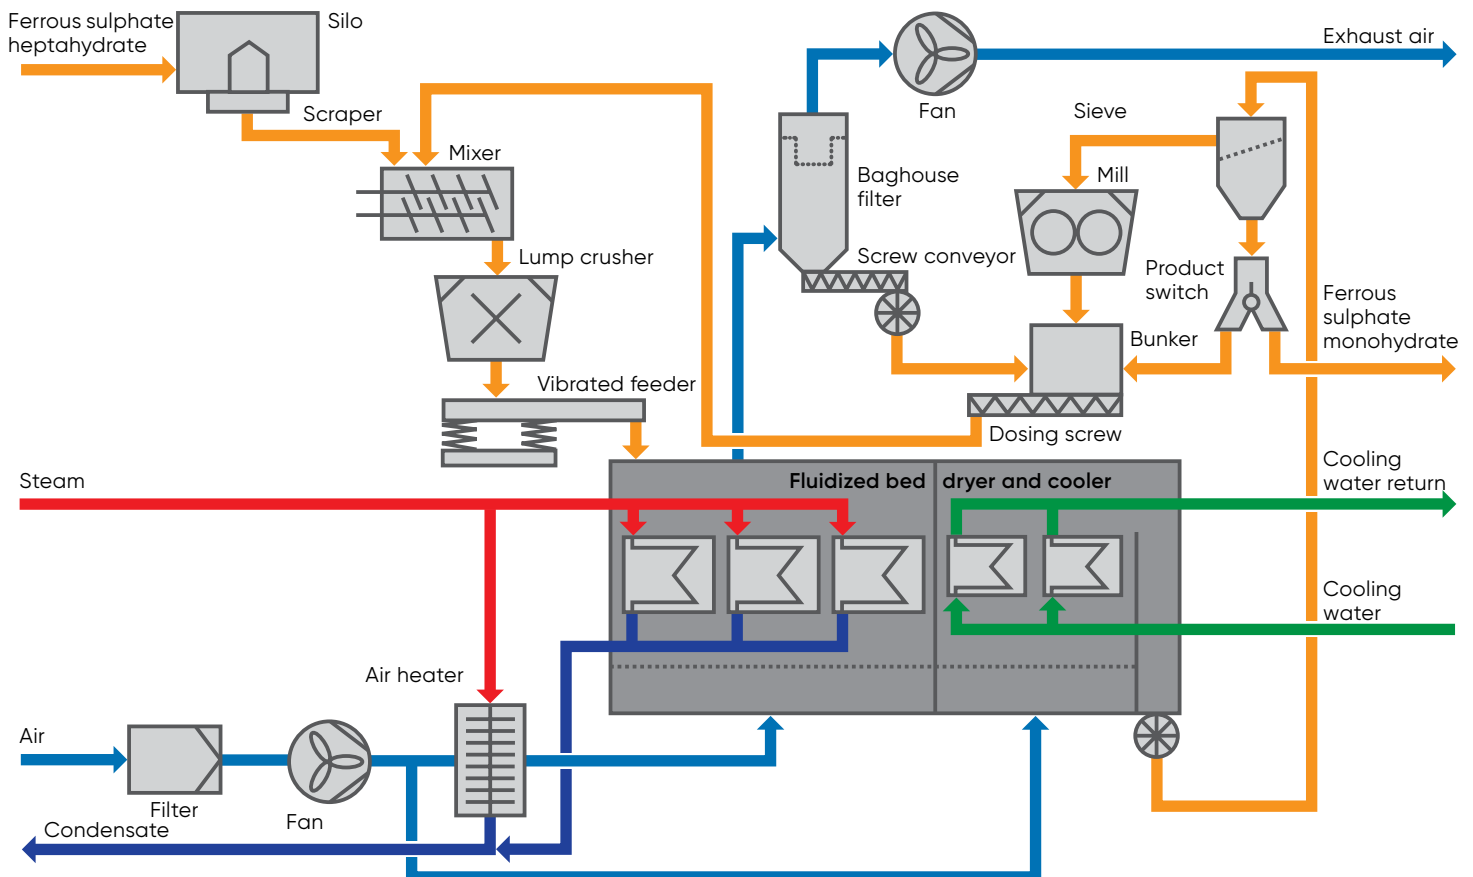 Ferrous sulphate
heptahydrate
Silo
Scraper
Mixer
Lump crusher
Vibrated feeder
Fan
Exhaust air
Baghouse
filter
Screw conveyor
Sieve
Mill
Product
switch
Bunker
Dosing screw
Ferrous
sulphate
monohydrate
Steam
Fluidized bed dryer and cooler
Cooling
water return
Cooling
water
Air heater
Air
Filter
Fan
Condensate